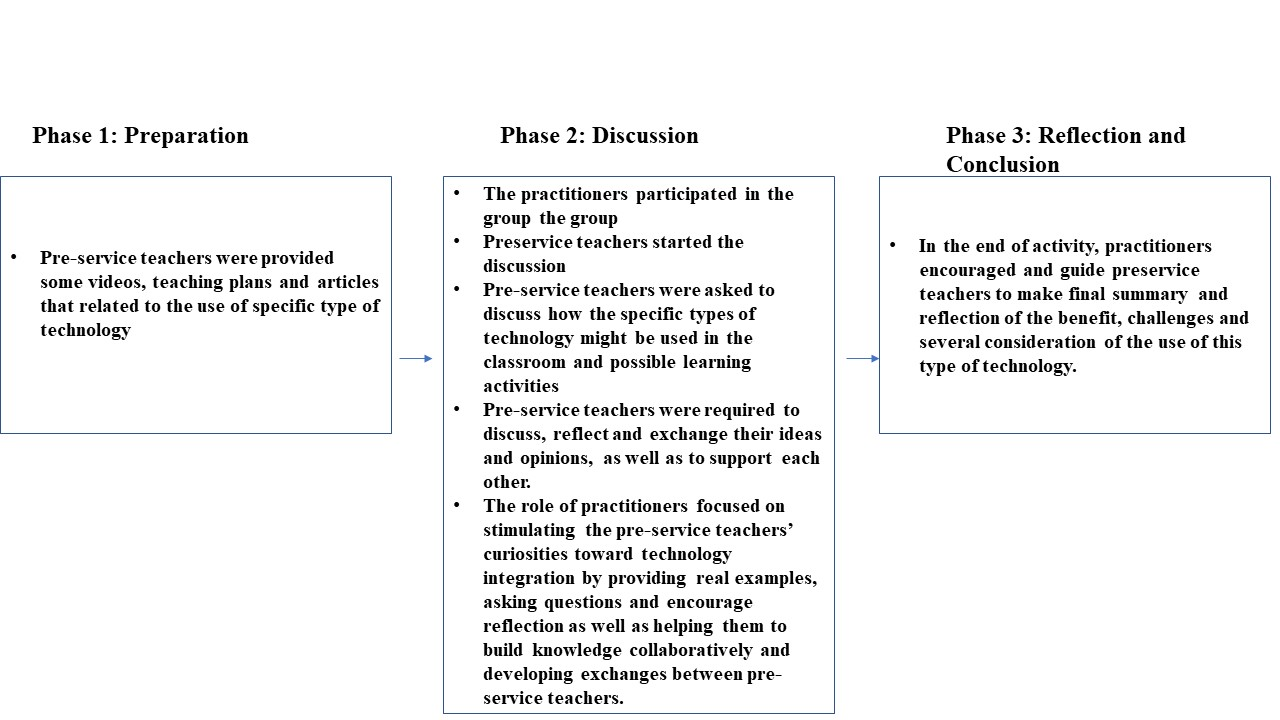 Phase 1: Preparation
• Pre-service teachers were provided
some videos, teaching plans and articles
that related to the use of specific type of
technology
Phase 2: Discussion
• The practitioners participated in the
group the group
• Preservice teachers started the
discussion
• Pre-service teachers were asked to
discuss how the specific types of
technology might be used in the
classroom and possible learning
activities
• Pre-service teachers were required to
discuss, reflect and exchange their ideas
and opinions, as well as to support each
other.
• The role of practitioners focused on
stimulating the pre-service teachers’
curiosities toward technology
integration by providing real examples,
asking questions and encourage
reflection as well as helping them to
build knowledge collaboratively and
developing exchanges between pre-
service teachers.
Phase 3: Reflection and
Conclusion
• In the end of activity, practitioners
encouraged and guide preservice
teachers to make final summary and
reflection of the benefit, challenges and
several consideration of the use of this
type of technology.